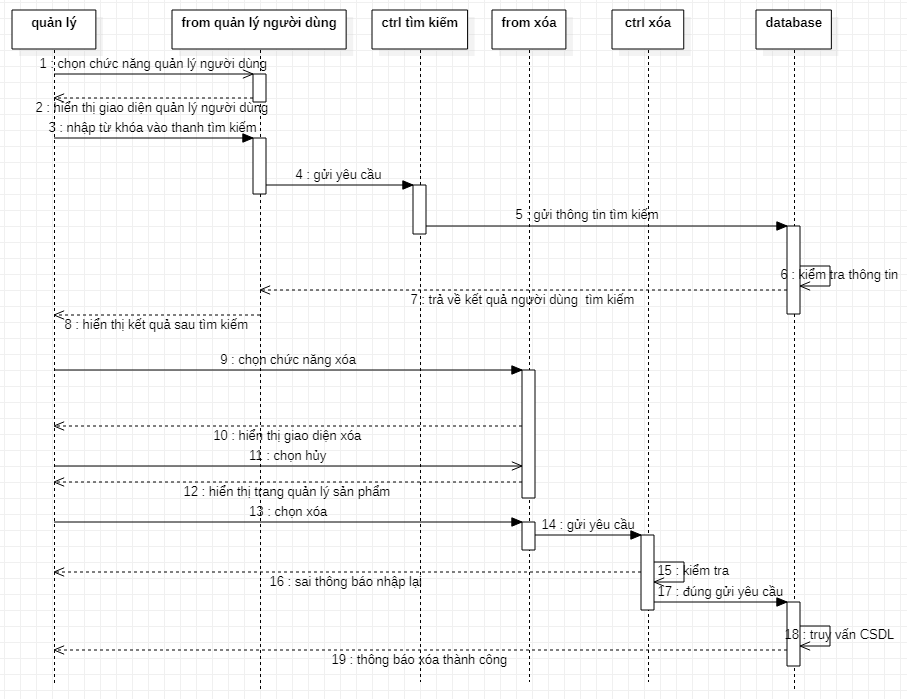 quản lý
from quản lý người dùng
ctrl tìm kiếm
from xóa
ctrl xóa
database
1 : chọn chức năng quản lý người dùng
2 : hiển thị giao diện quản lý người dùng
3 : nhập từ khóa vào thanh tìm kiếm
4 : gửi yêu cầu
5 : gửi thông tin tìm kiếm
6 : kiểm tra thông tin
7 : trả về kết quả người dùng tìm kiếm
8 : hiển thị kết quả sau tìm kiếm
9 : chọn chức năng xóa
10 : hiển thị giao diện xóa
11 : chọn hủy
12 : hiển thị trang quản lý sản phẩm
13 : chọn xóa
14 : gửi yêu cầu
15 : kiểm tra
16 : sai thông báo nhập lại
17 : đúng gửi yêu cầu
18 : truy vấn CSDL
19 : thông báo xóa thành công